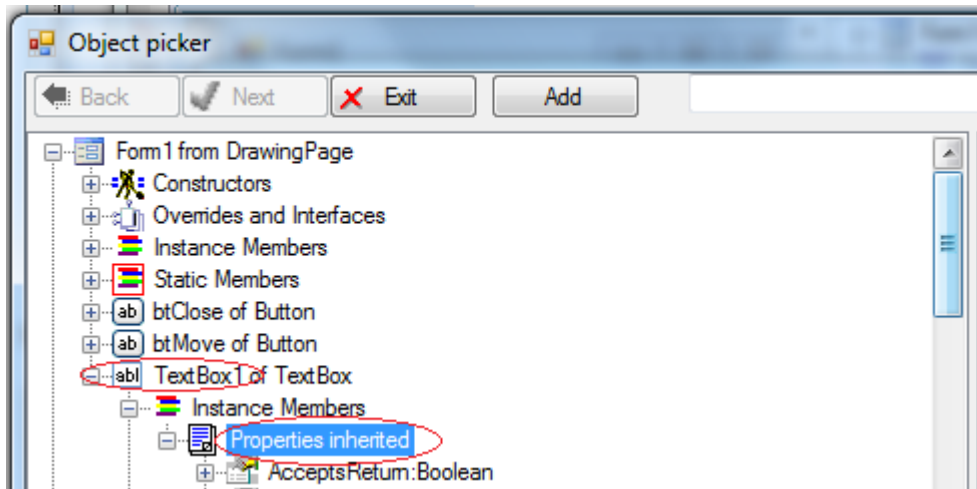 Object picker
Back Next Exit Add
Form1 from DrawingPage
Constructors
Overrides and Interfaces
Instance Members
Static Members
ab btClose of Button
ab btMove of Button
abl TextBox1 of TextBox
Instance Members
Properties inherited
AcceptsReturn:Boolean